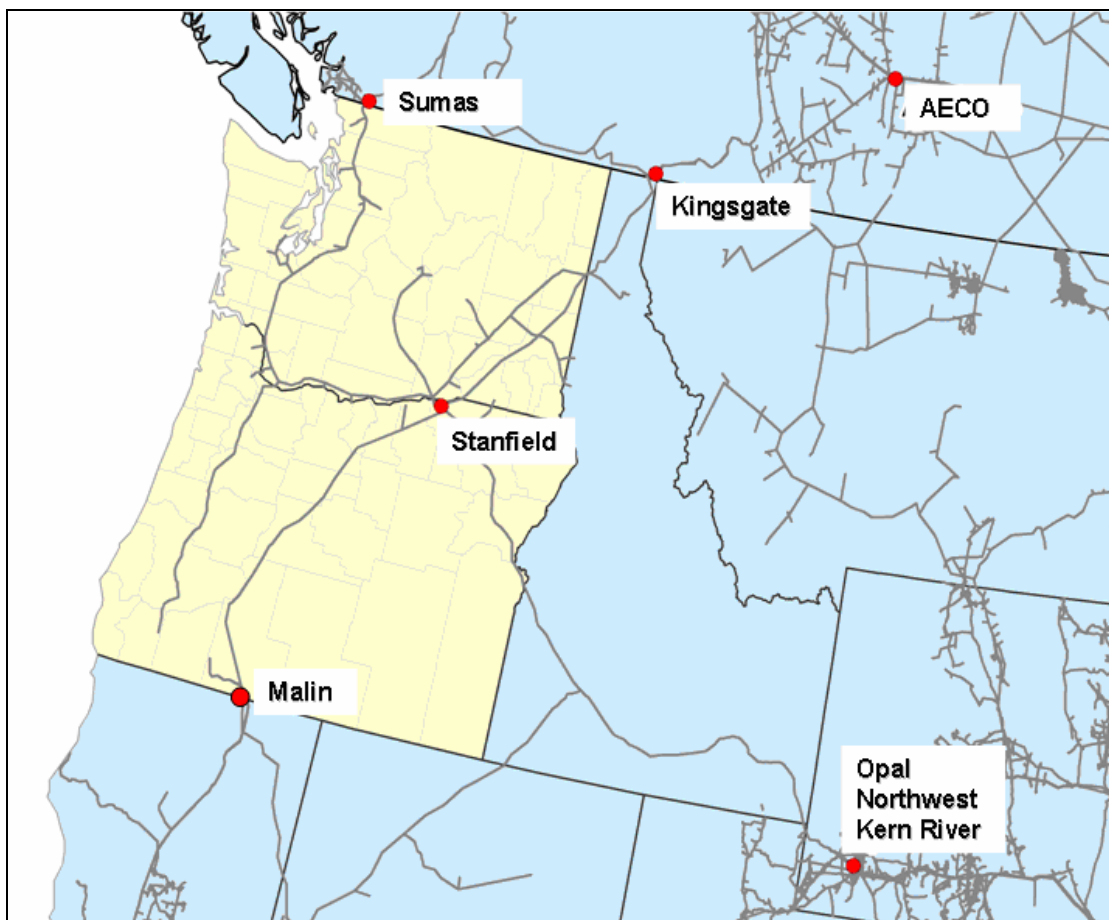 Sumas
AECO
Kingsgate
Stanfield
Malin
Opal
Northwest
Kern River